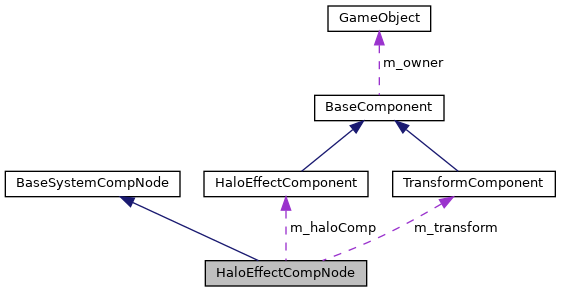 GameObject
m_owner
BaseComponent
BaseSystemCompNode
HaloEffectComponent
TransformComponent
m_haloComp
m_transform
HaloEffectCompNode